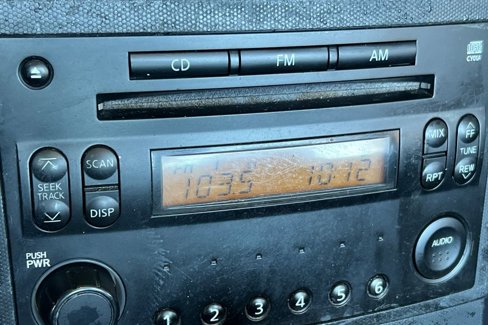 CD FM AM
SEEK TRACK
SCAN
DISP
103.5 10:12
MIX
RPT
FF
TUNE
REW
PUSH
PWR
AUDIO
1 2 3 4 5 6